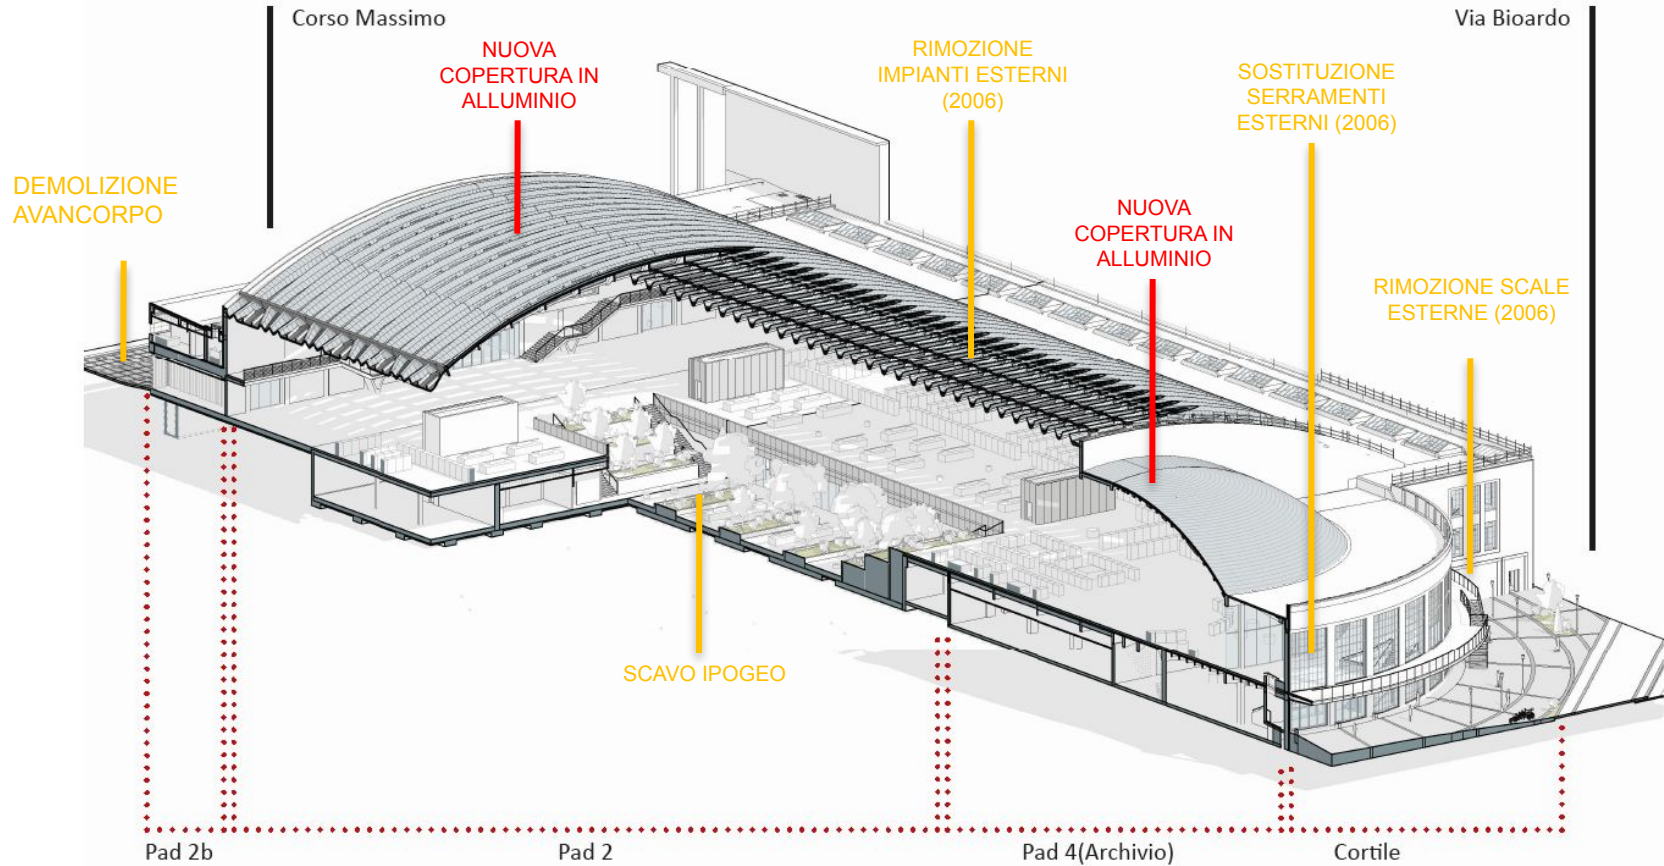 Corso Massimo
Via Bioardo
NUOVA
COPERTURA IN
ALLUMINIO
RIMOZIONE
IMPIANTI ESTERNI
(2006)
SOSTITUZIONE
SERRAMENTI
ESTERNI (2006)
DEMOLIZIONE
AVANCORPO
NUOVA
COPERTURA IN
ALLUMINIO
RIMOZIONE SCALE
ESTERNE (2006)
SCAVO IPOGEO
Pad 2b
Pad 2
Pad 4(Archivio)
Cortile